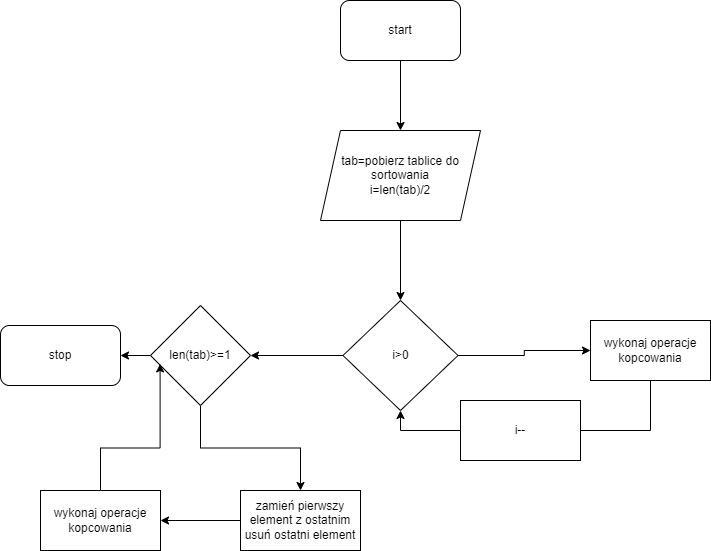 start
tab=pobierz tablice do
sortowania
i=len(tab)/2
i>0
wykonaj operacje
kopcowania
i--
len(tab)>=1
stop
zamień pierwszy
element z ostatnim
usuń ostatni element
wykonaj operacje
kopcowania